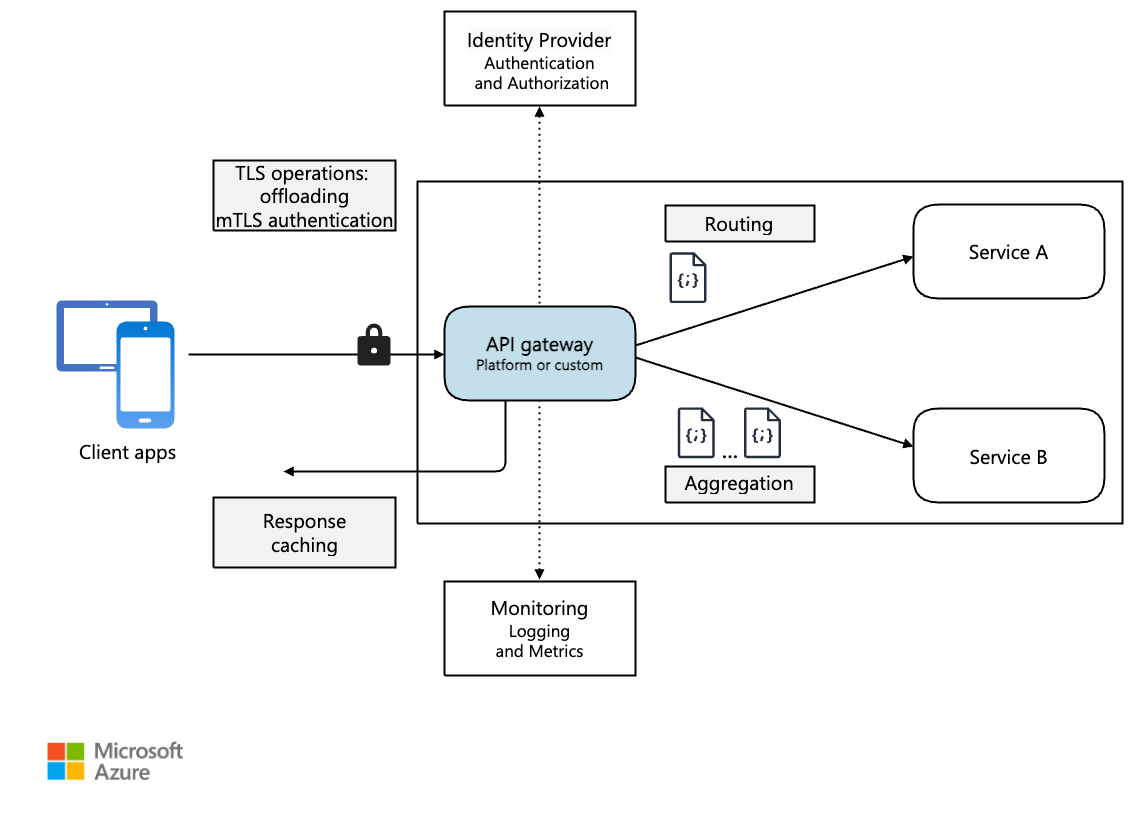 Identity Provider
Authentication
and Authorization
TLS operations:
offloading
mTLS authentication
Routing
{;}
Service A
API gateway
Platform or custom
Client apps
{;} ... {;}
Aggregation
Service B
Response
caching
Monitoring
Logging
and Metrics
Microsoft
Azure